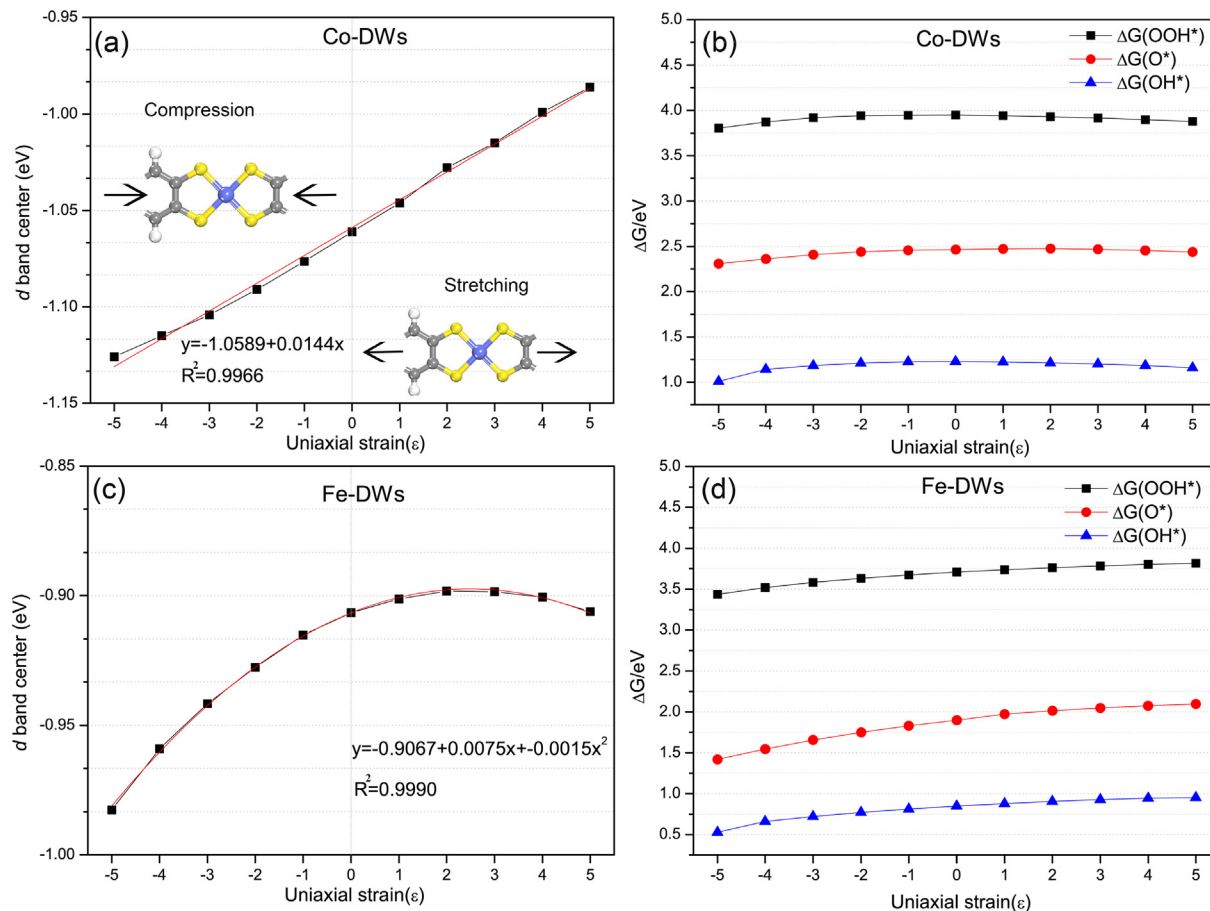 (a)
Co-DWs
Compression
Stretching
y=-1.0589+0.0144x
R²=0.9966
-0.95
-1.00
-1.05
-1.10
-1.15
d band center (eV)
-5 -4 -3 -2 -1 0 1 2 3 4 5
Uniaxial strain(ε)
(b)
Co-DWs
ΔG(OOH*)
ΔG(O*)
ΔG(OH*)
5.0
4.5
4.0
3.5
3.0
2.5
2.0
1.5
1.0
ΔG/eV
-5 -4 -3 -2 -1 0 1 2 3 4 5
Uniaxial strain(ε)
(c)
Fe-DWs
y=-0.9067+0.0075x+-0.0015x²
R²=0.9990
-0.85
-0.90
-0.95
-1.00
d band center (eV)
-5 -4 -3 -2 -1 0 1 2 3 4 5
Uniaxial strain(ε)
(d)
Fe-DWs
ΔG(OOH*)
ΔG(O*)
ΔG(OH*)
5.0
4.5
4.0
3.5
3.0
2.5
2.0
1.5
1.0
0.5
ΔG/eV
-5 -4 -3 -2 -1 0 1 2 3 4 5
Uniaxial strain(ε)